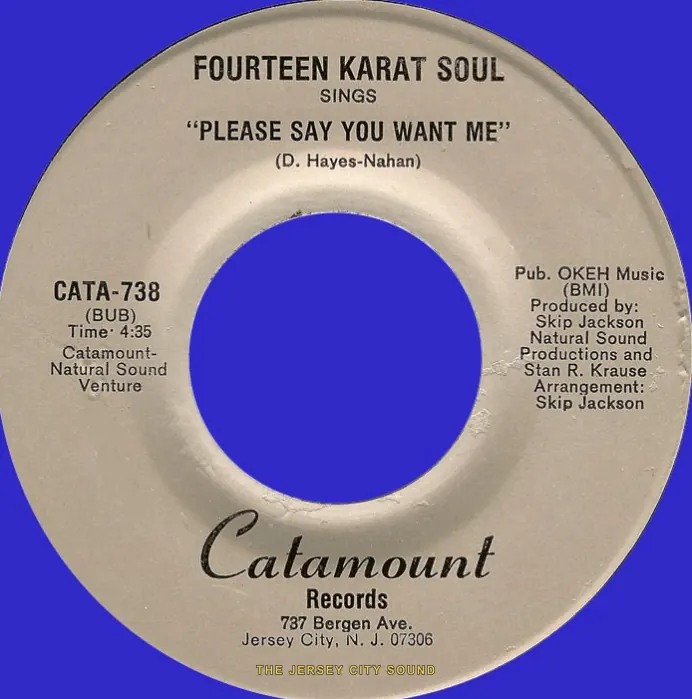 FOURTEEN KARAT SOUL
SINGS
"PLEASE SAY YOU WANT ME"
(D. Hayes-Nahan)
CATA-738
(BUB)
Time: 4:35
Catamount-
Natural Sound
Venture
Pub. OKEH Music
(BMI)
Produced by:
Skip Jackson
Natural Sound
Productions and
Stan R. Krause
Arrangement:
Skip Jackson
Catamount
Records
737 Bergen Ave.
Jersey City, N. J. 07306
THE JERSEY CITY SOUND